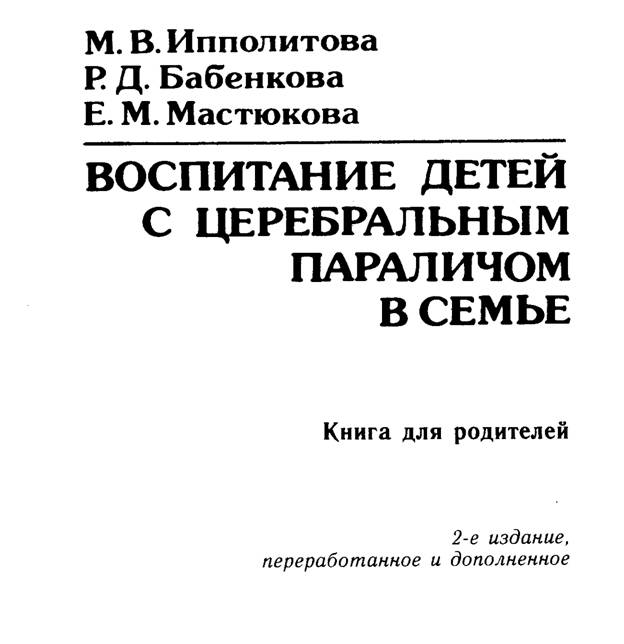 М. В. Ипполитова
Р. Д. Бабенкова
Е. М. Мастюкова
ВОСПИТАНИЕ ДЕТЕЙ
С ЦЕРЕБРАЛЬНЫМ
ПАРАЛИЧОМ
В СЕМЬЕ
Книга для родителей
2-е издание,
переработанное и дополненное